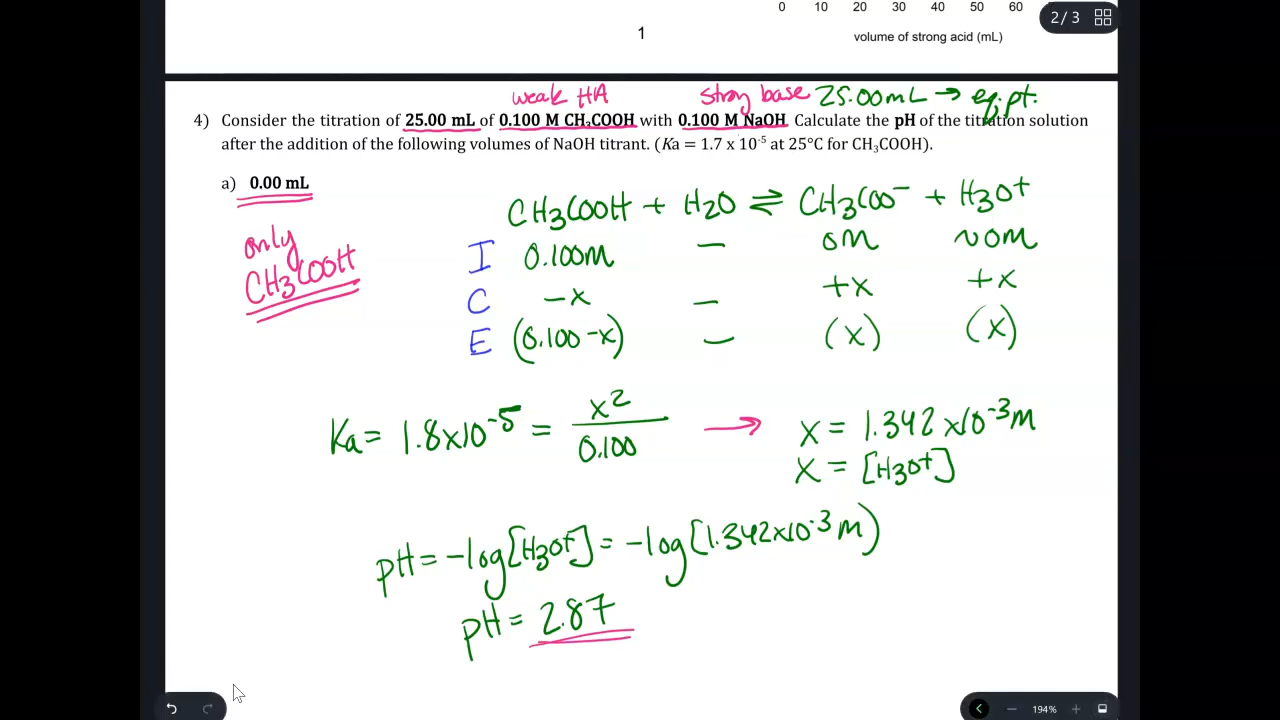 0 10 20 30 40 50 60
2 / 3
1
volume of strong acid (mL)
weak HA strong base 25.00mL → eq. pt.
4) Consider the titration of 25.00 mL of 0.100 M CH₃COOH with 0.100 M NaOH. Calculate the pH of the titration solution
after the addition of the following volumes of NaOH titrant. (Ka = 1.7 x 10⁻⁵ at 25°C for CH₃COOH).
a) 0.00 mL
only
CH3COOH
CH3COOH + H2O ⇌ CH3COO⁻ + H3O+
I 0.100M — 0M ~0M
C -x — +x +x
E (0.100-x) — (x) (x)
Ka = 1.8x10⁻⁵ = x²/0.100 → x = 1.342 x10⁻³M
x = [H3O+]
pH = -log[H3O+] = -log[1.342x10⁻³M)
pH = 2.87
194%